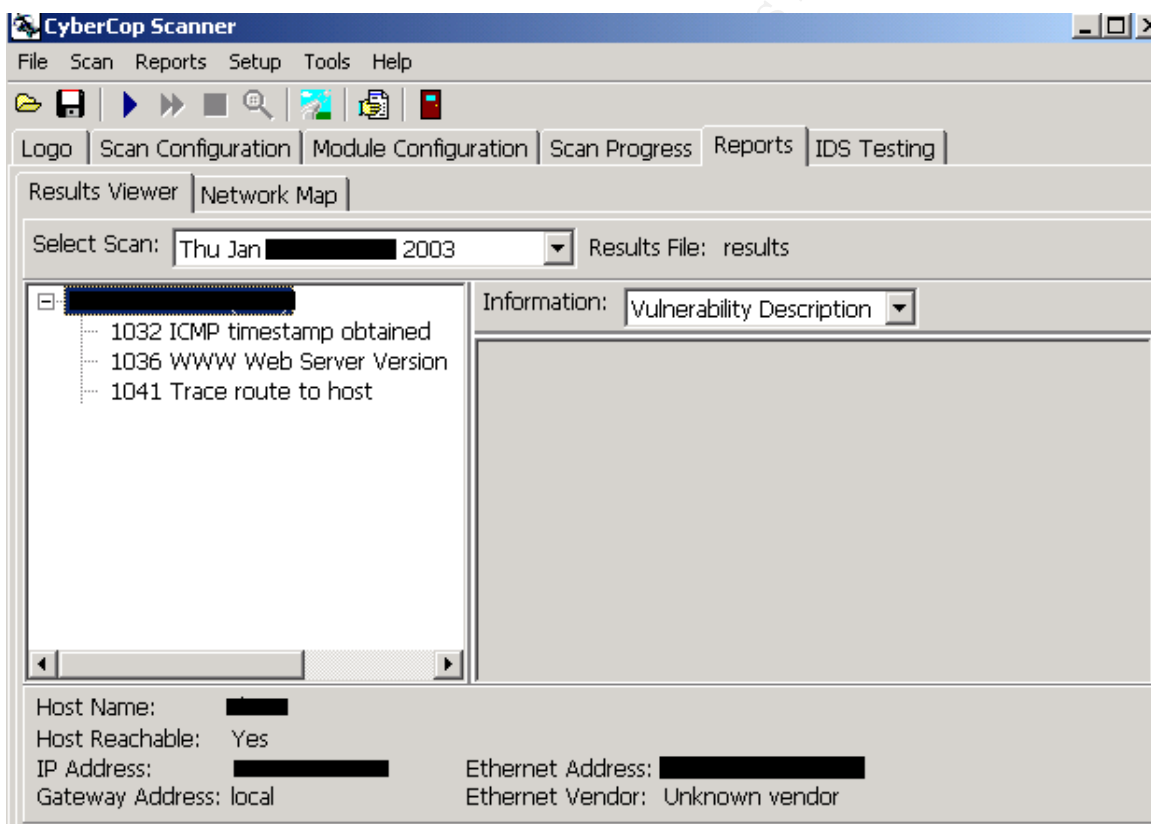 CyberCop Scanner
File Scan Reports Setup Tools Help
Logo Scan Configuration Module Configuration Scan Progress Reports IDS Testing
Results Viewer Network Map
Select Scan: Thu Jan 2003 Results File: results
Information: Vulnerability Description
1032 ICMP timestamp obtained
1036 WWW Web Server Version
1041 Trace route to host
Host Name:
Host Reachable: Yes
IP Address: Ethernet Address:
Gateway Address: local Ethernet Vendor: Unknown vendor